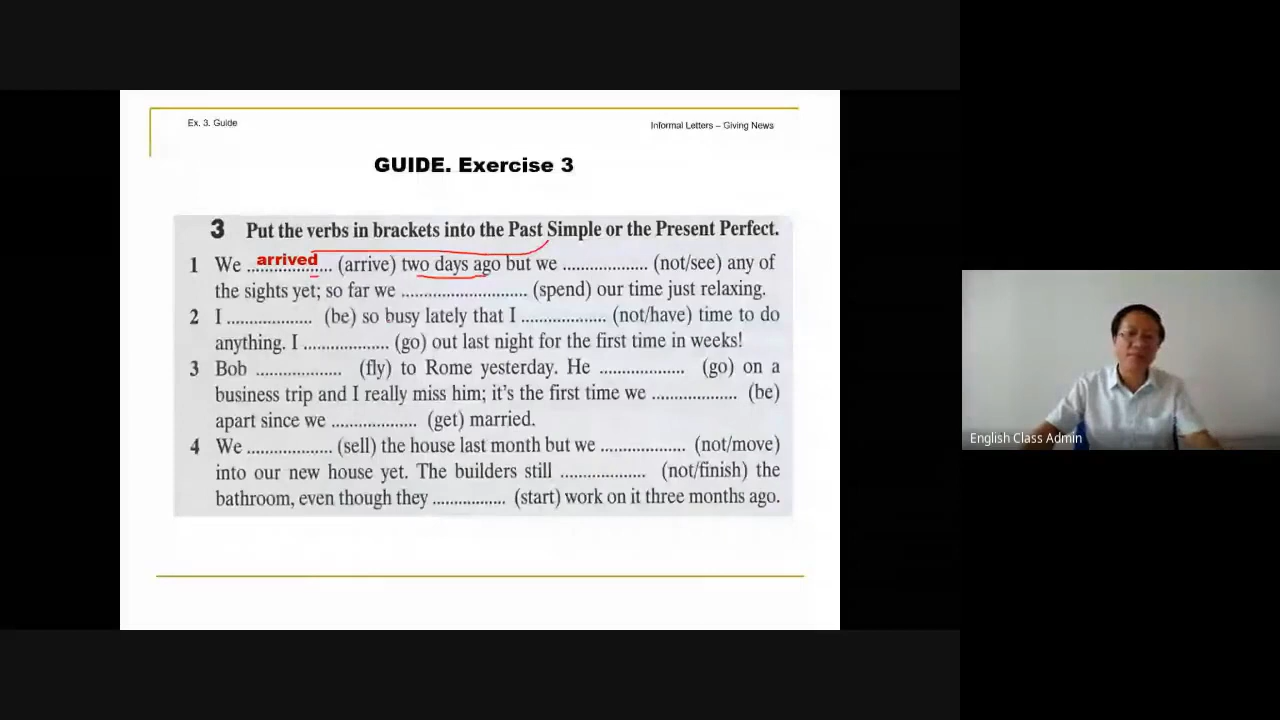 Ex. 3. Guide
Informal Letters – Giving News
GUIDE. Exercise 3
3 Put the verbs in brackets into the Past Simple or the Present Perfect.
1 We arrived .................. (arrive) two days ago but we .................. (not/see) any of
the sights yet; so far we ........................... (spend) our time just relaxing.
2 I .................. (be) so busy lately that I .................. (not/have) time to do
anything. I .................. (go) out last night for the first time in weeks!
3 Bob .................. (fly) to Rome yesterday. He .................. (go) on a
business trip and I really miss him; it's the first time we .................. (be)
apart since we .................. (get) married.
4 We .................. (sell) the house last month but we .................. (not/move)
into our new house yet. The builders still .................. (not/finish) the
bathroom, even though they ................ (start) work on it three months ago.
English Class Admin